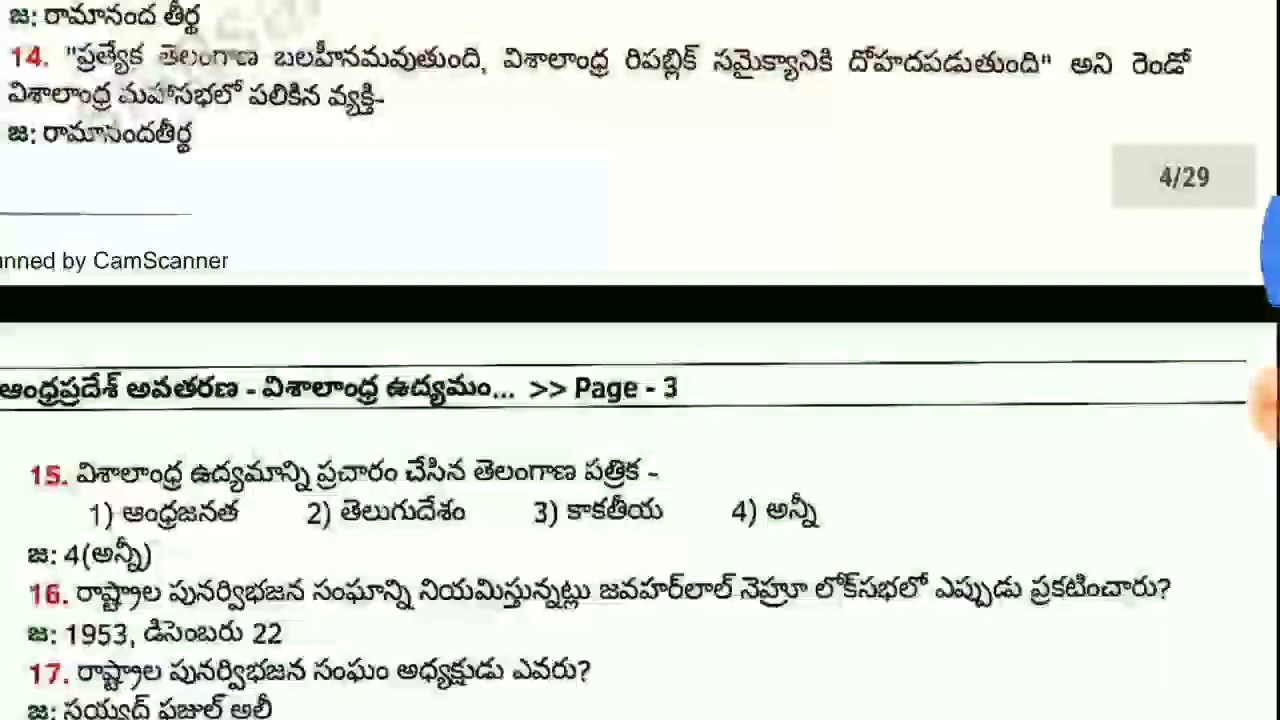 జ: రామానంద తీర్థ
14. "ప్రత్యేక తెలంగాణ బలహీనమవుతుంది, విశాలాంధ్ర రిపబ్లిక్ సమైక్యానికి దోహదపడుతుంది" అని రెండో
విశాలాంధ్ర మహాసభలో పలికిన వ్యక్తి-
జ: రామానందతీర్థ
4/29
nned by CamScanner
ఆంధ్రప్రదేశ్ అవతరణ - విశాలాంధ్ర ఉద్యమం... >> Page - 3
15. విశాలాంధ్ర ఉద్యమాన్ని ప్రచారం చేసిన తెలంగాణ పత్రిక -
1) ఆంధ్రజనత 2) తెలుగుదేశం 3) కాకతీయ 4) అన్నీ
జ: 4(అన్నీ)
16. రాష్ట్రాల పునర్విభజన సంఘాన్ని నియమిస్తున్నట్లు జవహర్‌లాల్ నెహ్రూ లోక్‌సభలో ఎప్పుడు ప్రకటించారు?
జ: 1953, డిసెంబరు 22
17. రాష్ట్రాల పునర్విభజన సంఘం అధ్యక్షుడు ఎవరు?
జ: సయ్యద్ ఫజుల్ అలీ